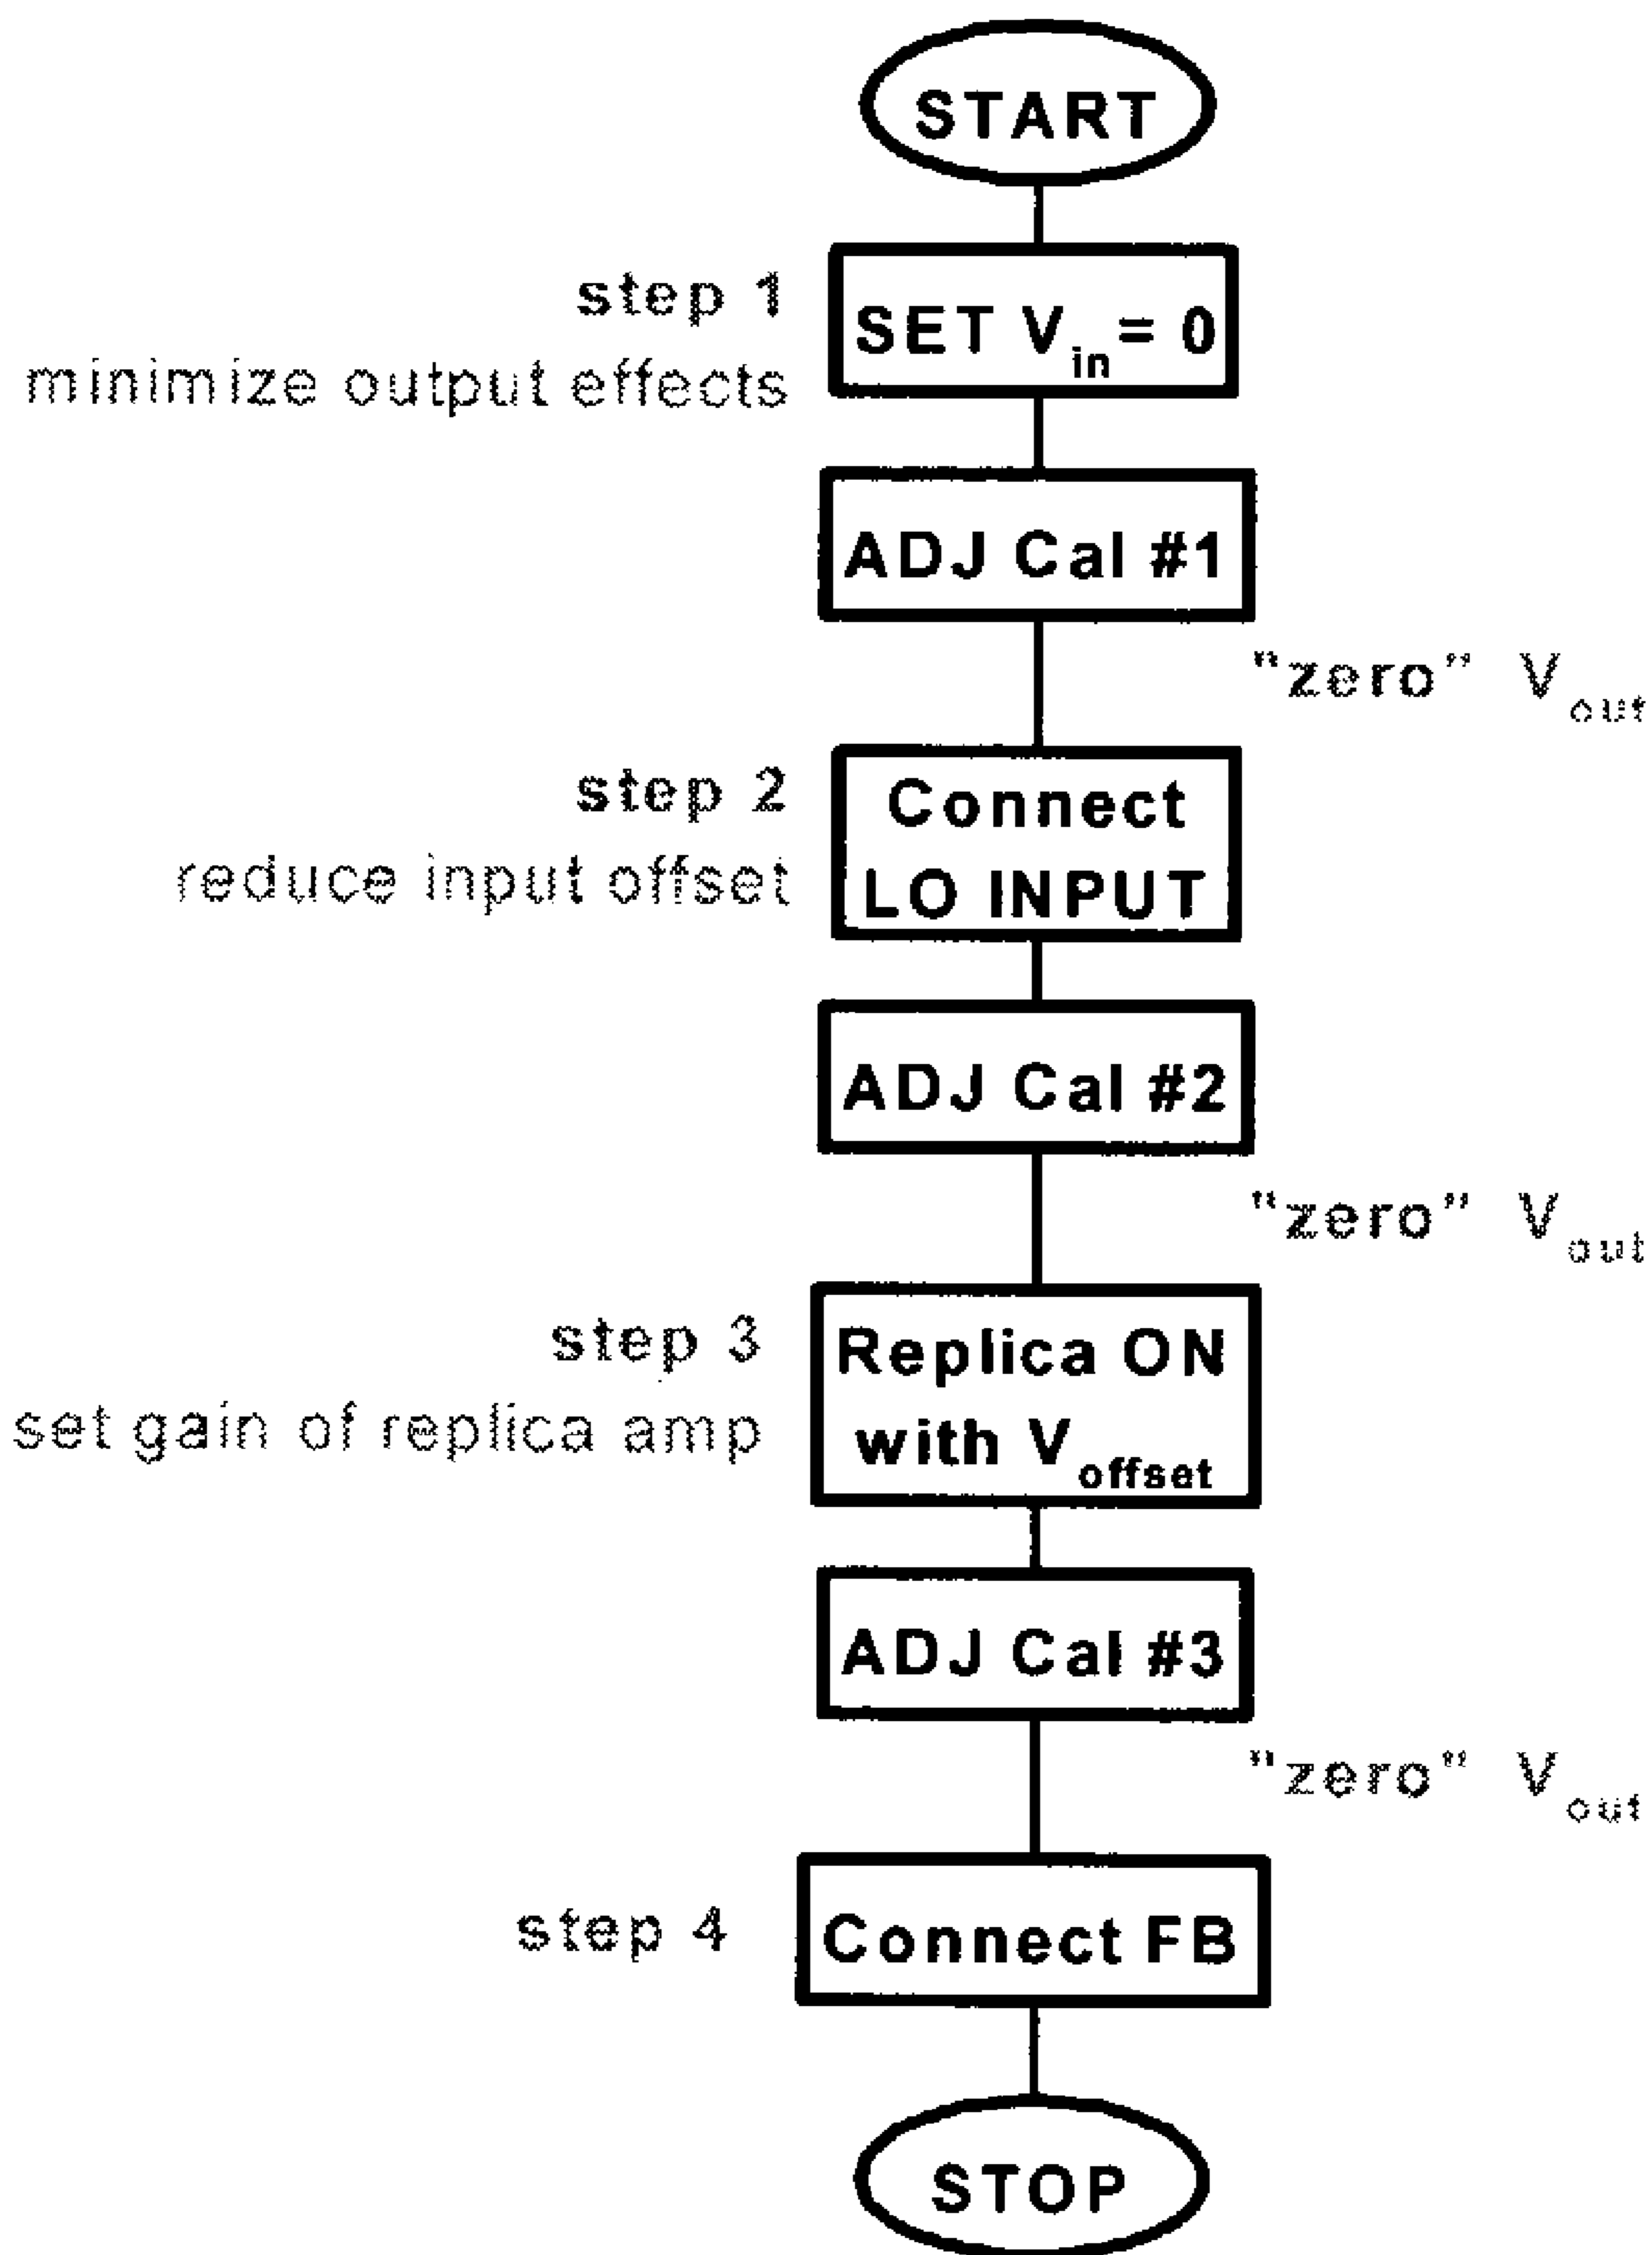 START
step 1
minimize output effects
SET Vin = 0
ADJ Cal #1
"zero" Vout
step 2
reduce input offset
Connect
LO INPUT
ADJ Cal #2
"zero" Vout
step 3
set gain of replica amp
Replica ON
with Voffset
ADJ Cal #3
"zero" Vout
step 4
Connect FB
STOP